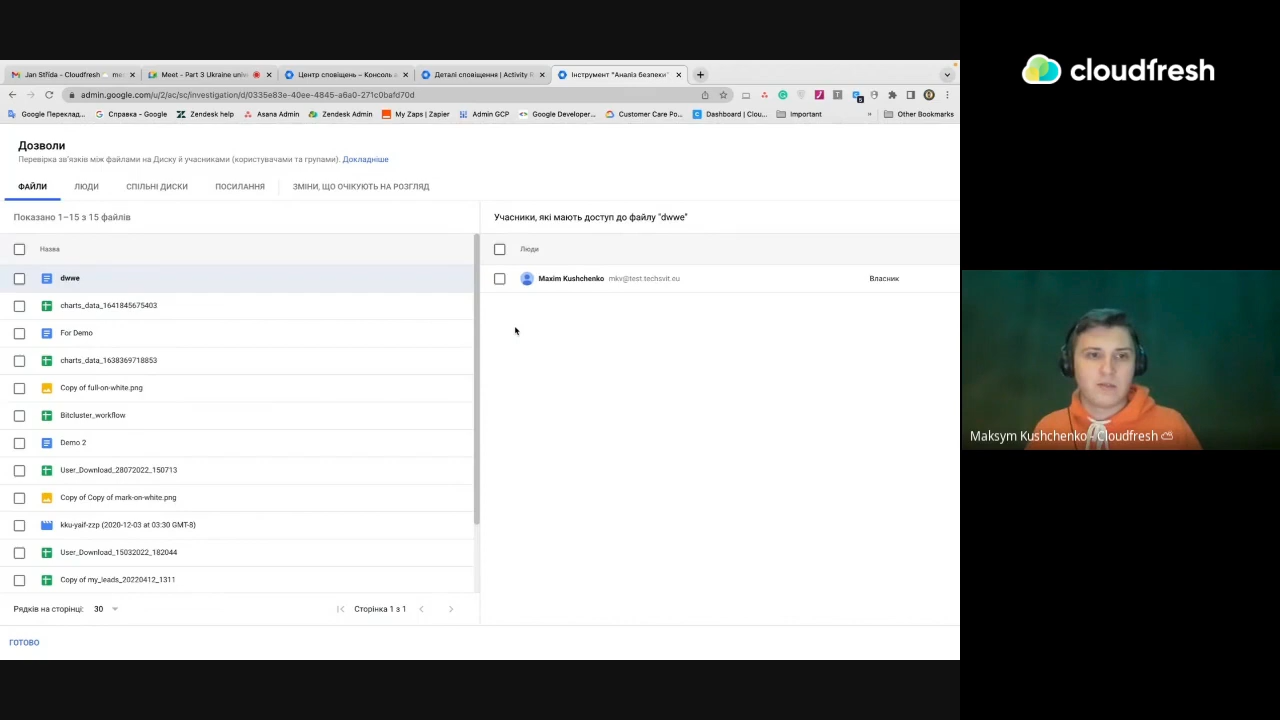 Jan Střída - Cloudfresh
Meet - Part 3 Ukraine univ
Центр сповіщень – Консоль
Деталі сповіщення | Activity R
Інструмент "Аналіз безпеки"
admin.google.com/u/2/ac/sc/investigation/d/0335e83e-40ee-4845-a6a0-271c0bafd70d
Google Переклад...
Справка - Google
Zendesk help
Asana Admin
Zendesk Admin
My Zaps | Zapier
Admin GCP
Google Developer...
Customer Care Po...
Dashboard | Clou...
Important
»
Other Bookmarks
Дозволи
Перевірка зв'язків між файлами на Диску й учасниками (користувачами та групами). Докладніше
ФАЙЛИ ЛЮДИ СПІЛЬНІ ДИСКИ ПОСИЛАННЯ ЗМІНИ, ЩО ОЧІКУЮТЬ НА РОЗГЛЯД
Показано 1–15 з 15 файлів
Назва
dwwe
charts_data_1641845675403
For Demo
charts_data_1638369718853
Copy of full-on-white.png
Bitcluster_workflow
Demo 2
User_Download_28072022_150713
Copy of Copy of mark-on-white.png
kku-yaif-zzp (2020-12-03 at 03:30 GMT-8)
User_Download_15032022_182044
Copy of my_leads_20220412_1311
Рядків на сторінці: 30 Сторінка 1 з 1
ГОТОВО
Учасники, які мають доступ до файлу "dwwe"
Люди
Maxim Kushchenko mkv@test.techsvit.eu Власник
cloudfresh
Maksym Kushchenko - Cloudfresh